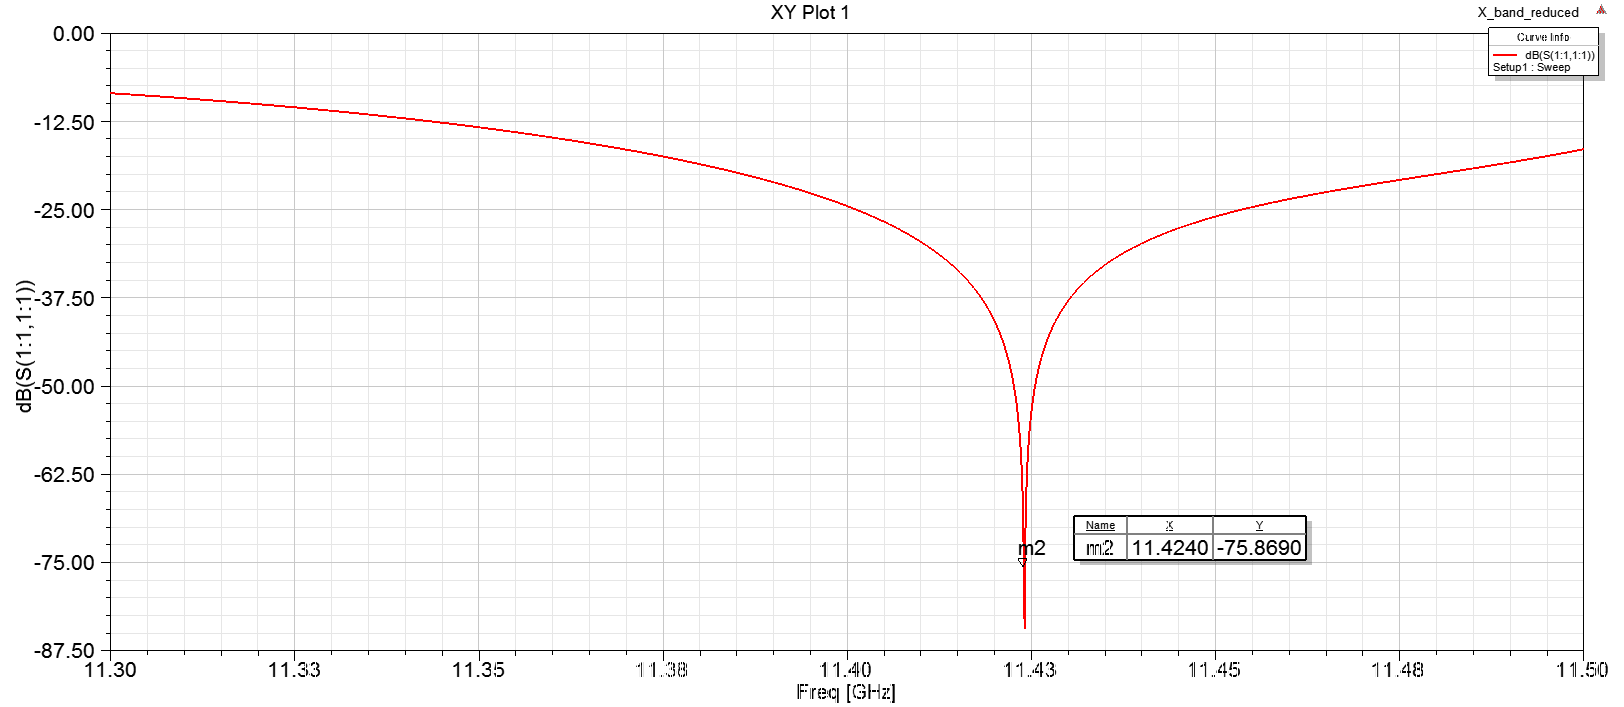 XY Plot 1
X_band_reduced
Curve Info
dB(S(1:1,1:1))
Setup1 : Sweep
0.00
-12.50
-25.00
-37.50
-50.00
-62.50
-75.00
-87.50
dB(S(1:1,1:1))
m2
Name X Y
m2 11.4240 -75.8690
11.30 11.33 11.35 11.38 11.40 11.43 11.45 11.48 11.50
Freq [GHz]